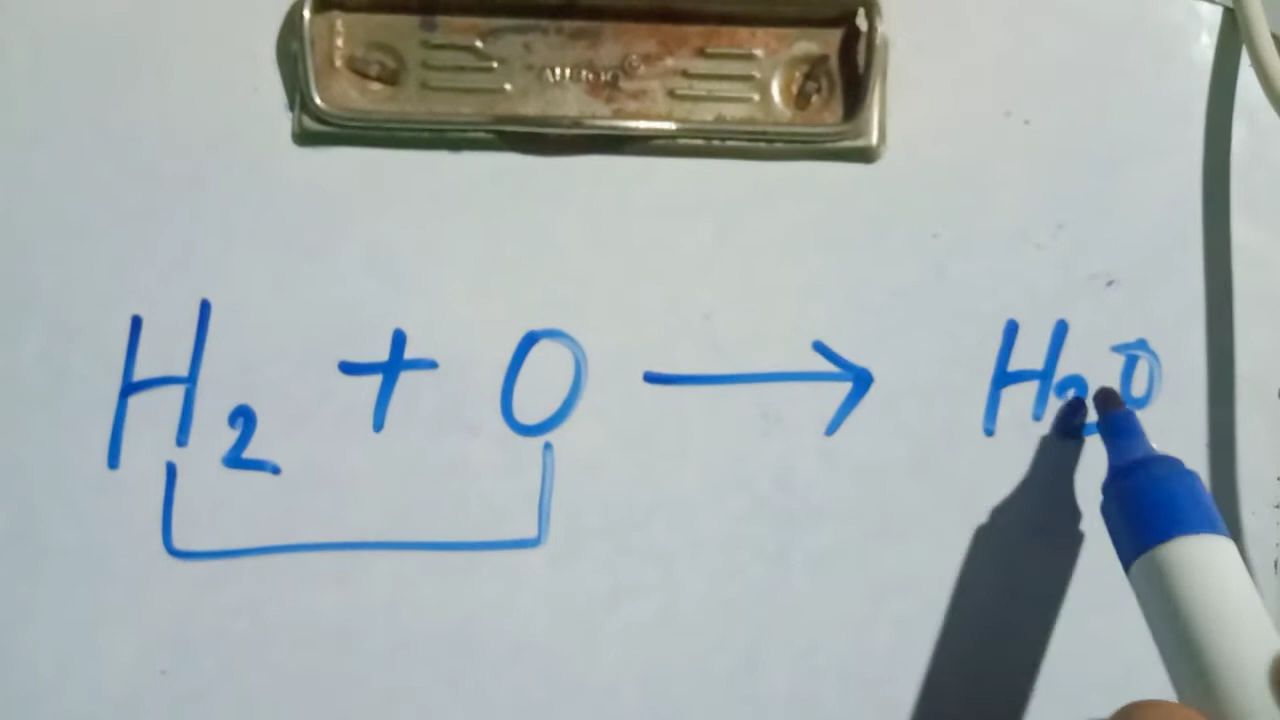 H₂ + O → H₂O